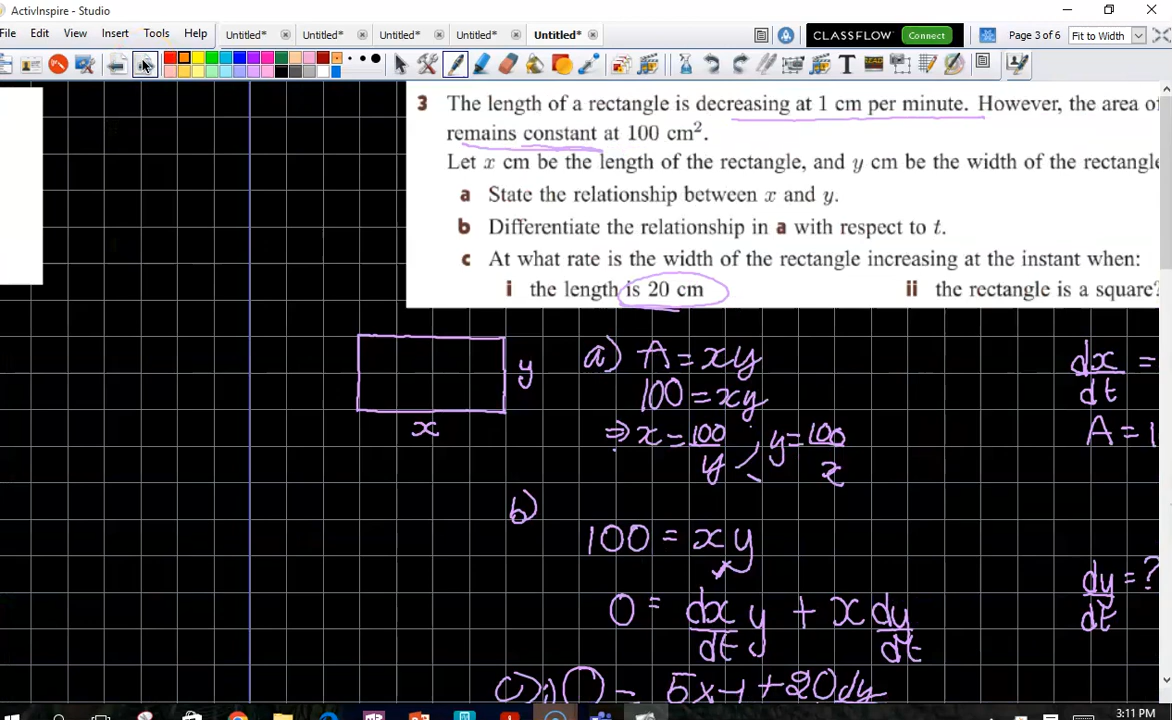 ActivInspire - Studio
File Edit View Insert Tools Help Untitled* Untitled* Untitled* Untitled* Untitled* CLASSFLOW Connect Page 3 of 6 Fit to Width
3 The length of a rectangle is decreasing at 1 cm per minute. However, the area of
remains constant at 100 cm².
Let x cm be the length of the rectangle, and y cm be the width of the rectangle
a State the relationship between x and y.
b Differentiate the relationship in a with respect to t.
c At what rate is the width of the rectangle increasing at the instant when:
i the length is 20 cm ii the rectangle is a square?
y
x
a) A = xy
100 = xy
⇒ x = 100/y ; y = 100/x
dx/dt =
A = 1
b)
100 = xy
0 = dx/dt y + x dy/dt
dy/dt = ?
c) i) 0 = 5x-1 + 20 dy
3:11 PM